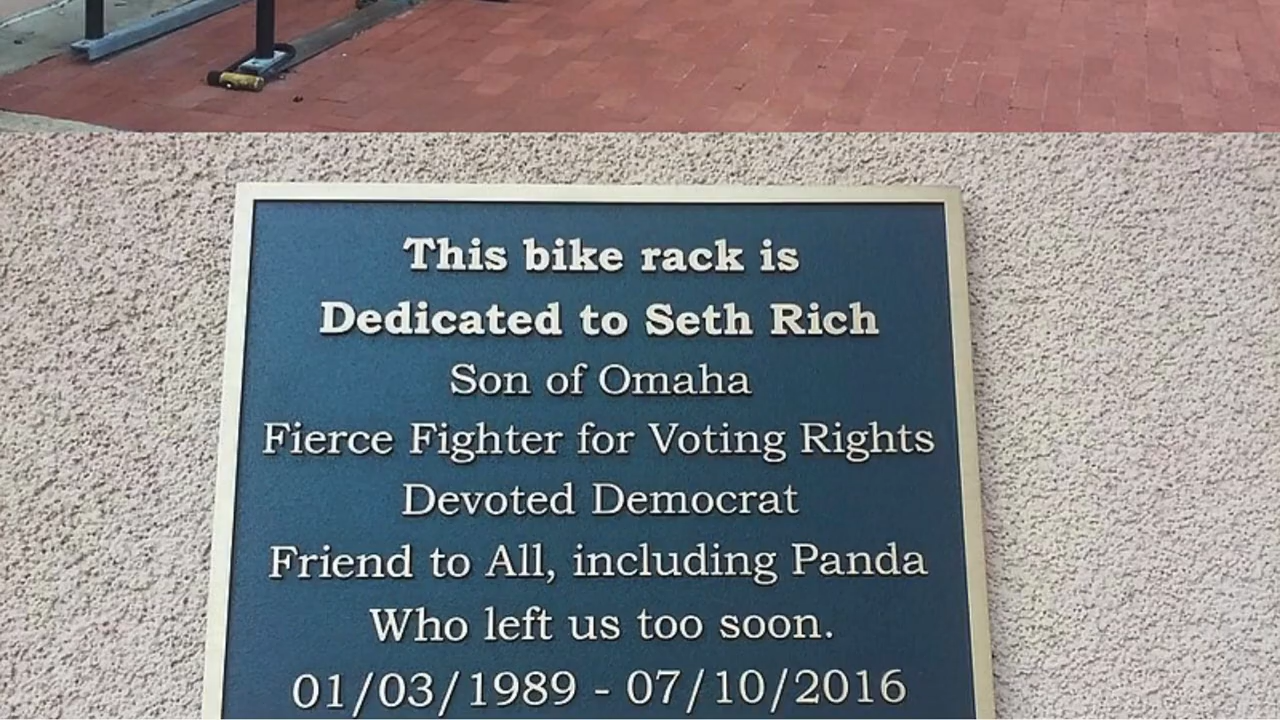 This bike rack is
Dedicated to Seth Rich
Son of Omaha
Fierce Fighter for Voting Rights
Devoted Democrat
Friend to All, including Panda
Who left us too soon.
01/03/1989 - 07/10/2016